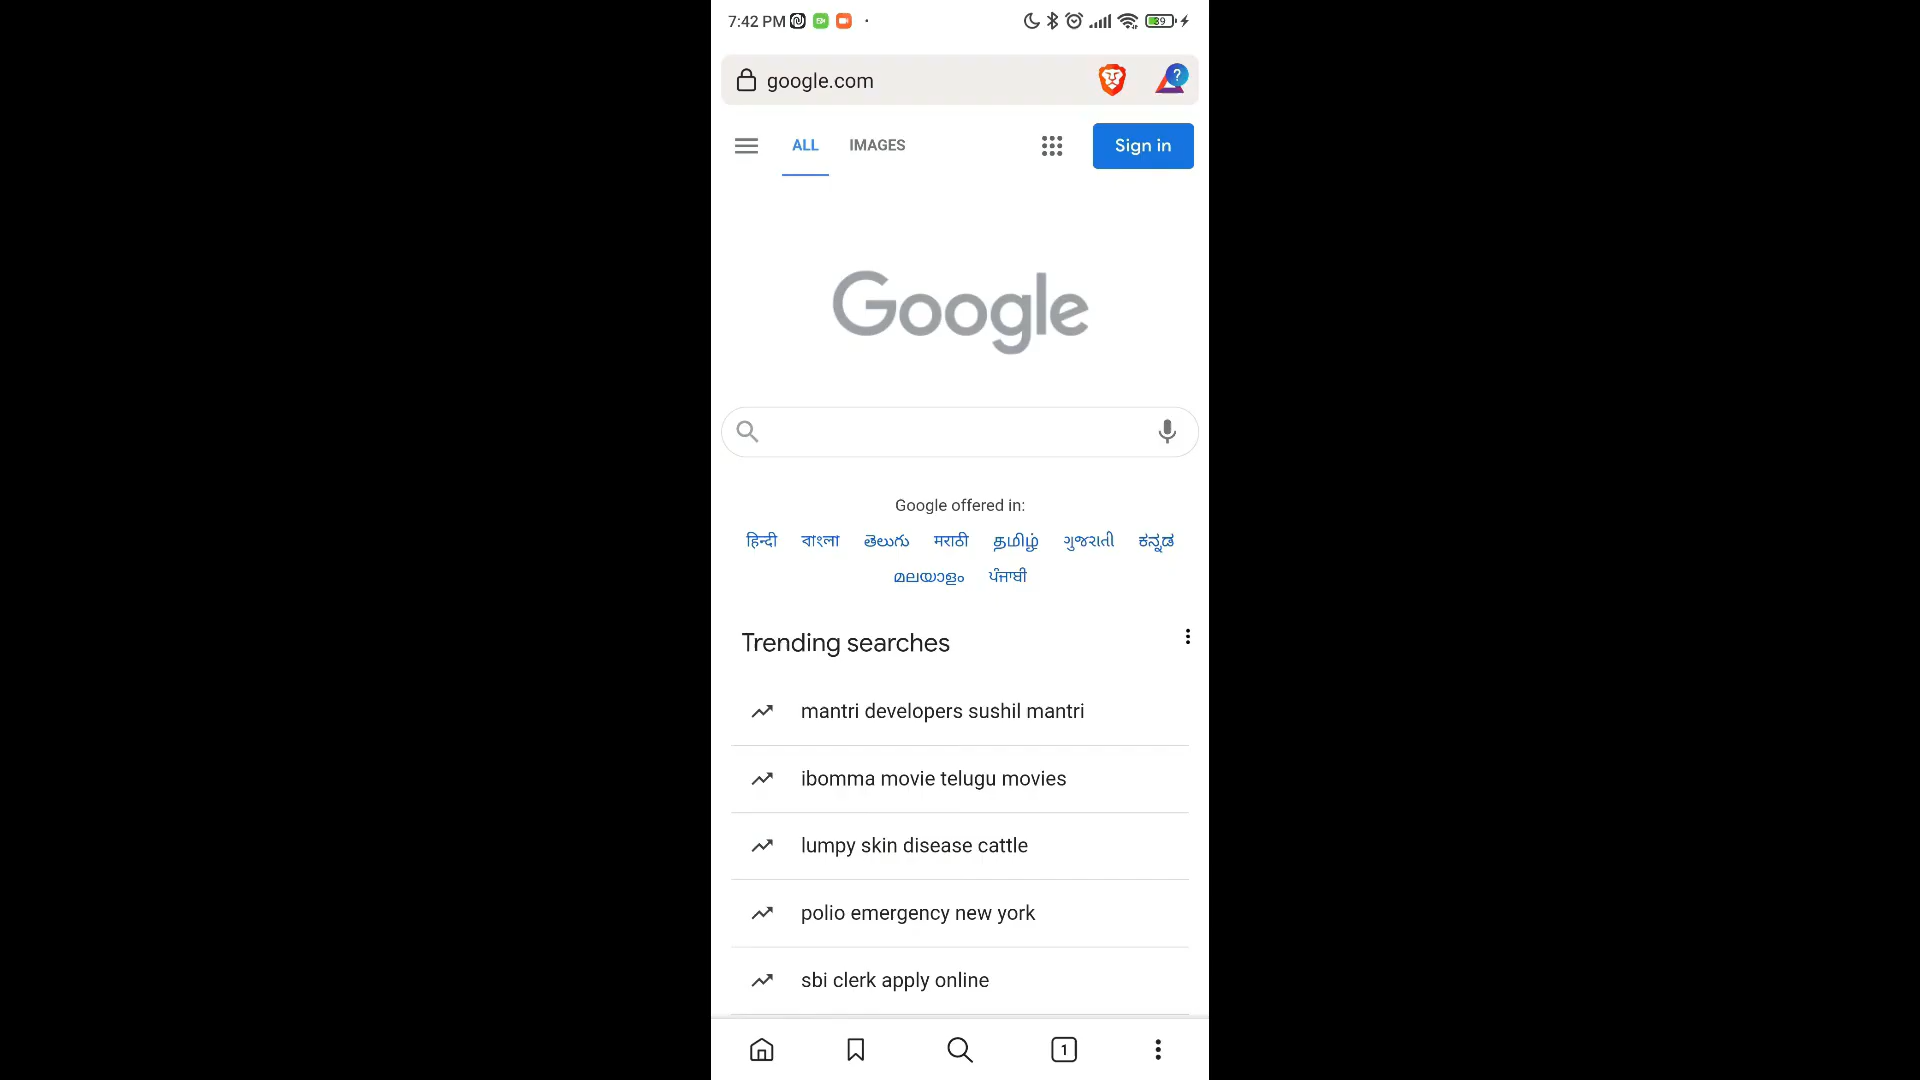 7:42 PM 39
google.com ?
ALL IMAGES Sign in
Google
Google offered in:
हिन्दी বাংলা తెలుగు मराठी தமிழ் ગુજરાતી ಕನ್ನಡ
മലയാളം ਪੰਜਾਬੀ
Trending searches
mantri developers sushil mantri
ibomma movie telugu movies
lumpy skin disease cattle
polio emergency new york
sbi clerk apply online
1